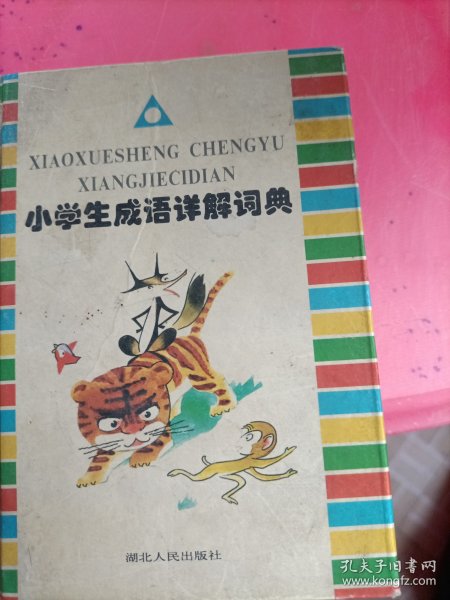 XIAOXUESHENG CHENGYU
XIANGJIECIDIAN
小学生成语详解词典
湖北人民出版社
孔夫子旧书网
www.kongfz.com